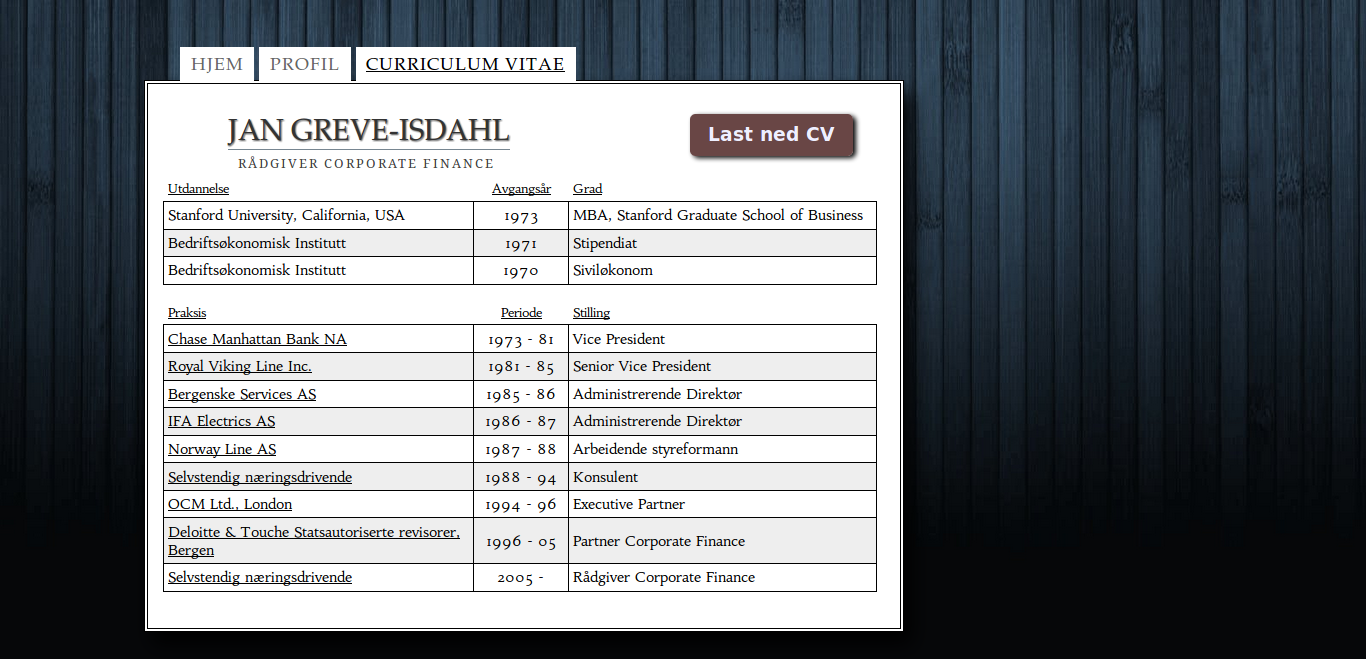 HJEM PROFIL CURRICULUM VITAE
JAN GREVE-ISDAHL
Last ned CV
RÅDGIVER CORPORATE FINANCE
Utdannelse Avgangsår Grad
Stanford University, California, USA 1973 MBA, Stanford Graduate School of Business
Bedriftsøkonomisk Institutt 1971 Stipendiat
Bedriftsøkonomisk Institutt 1970 Siviløkonom
Praksis Periode Stilling
Chase Manhattan Bank NA 1973 - 81 Vice President
Royal Viking Line Inc. 1981 - 85 Senior Vice President
Bergenske Services AS 1985 - 86 Administrerende Direktør
IFA Electrics AS 1986 - 87 Administrerende Direktør
Norway Line AS 1987 - 88 Arbeidende styreformann
Selvstendig næringsdrivende 1988 - 94 Konsulent
OCM Ltd., London 1994 - 96 Executive Partner
Deloitte & Touche Statsautoriserte revisorer,
Bergen 1996 - 05 Partner Corporate Finance
Selvstendig næringsdrivende 2005 - Rådgiver Corporate Finance